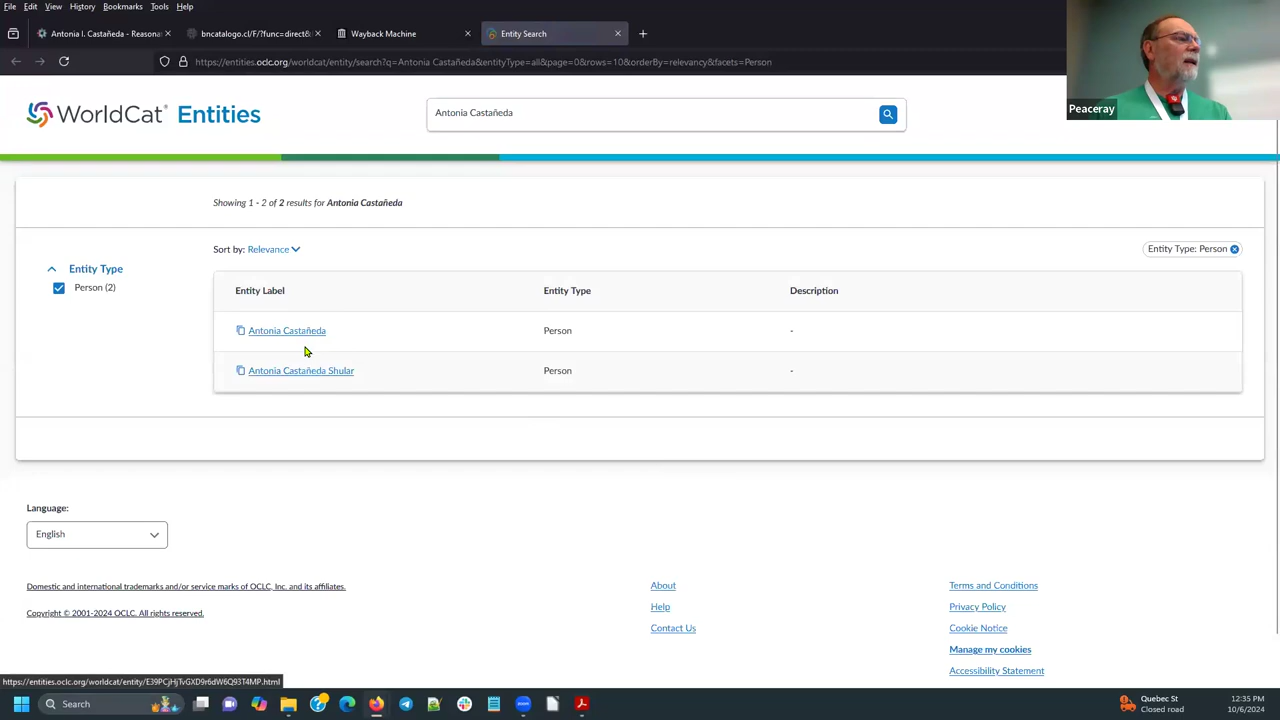 File Edit View History Bookmarks Tools Help
Antonia I. Castañeda - Reasona
bncatalogo.cl/F/?func=direct&l
Wayback Machine
Entity Search
https://entities.oclc.org/worldcat/entity/search?q=Antonia Castañeda&entityType=all&page=0&rows=10&orderBy=relevancy&facets=Person
Peaceray
WorldCat® Entities
Antonia Castañeda
Showing 1 - 2 of 2 results for Antonia Castañeda
Sort by: Relevance
Entity Type: Person
Entity Type
Person (2)
Entity Label Entity Type Description
Antonia Castañeda Person -
Antonia Castañeda Shular Person -
Language:
English
Domestic and international trademarks and/or service marks of OCLC, Inc. and its affiliates.
Copyright © 2001-2024 OCLC. All rights reserved.
About
Help
Contact Us
Terms and Conditions
Privacy Policy
Cookie Notice
Manage my cookies
Accessibility Statement
https://entities.oclc.org/worldcat/entity/E39PCjHjTvGXD9r6dW6Q93T4MP.html
Search
Quebec St
Closed road
12:35 PM
10/6/2024